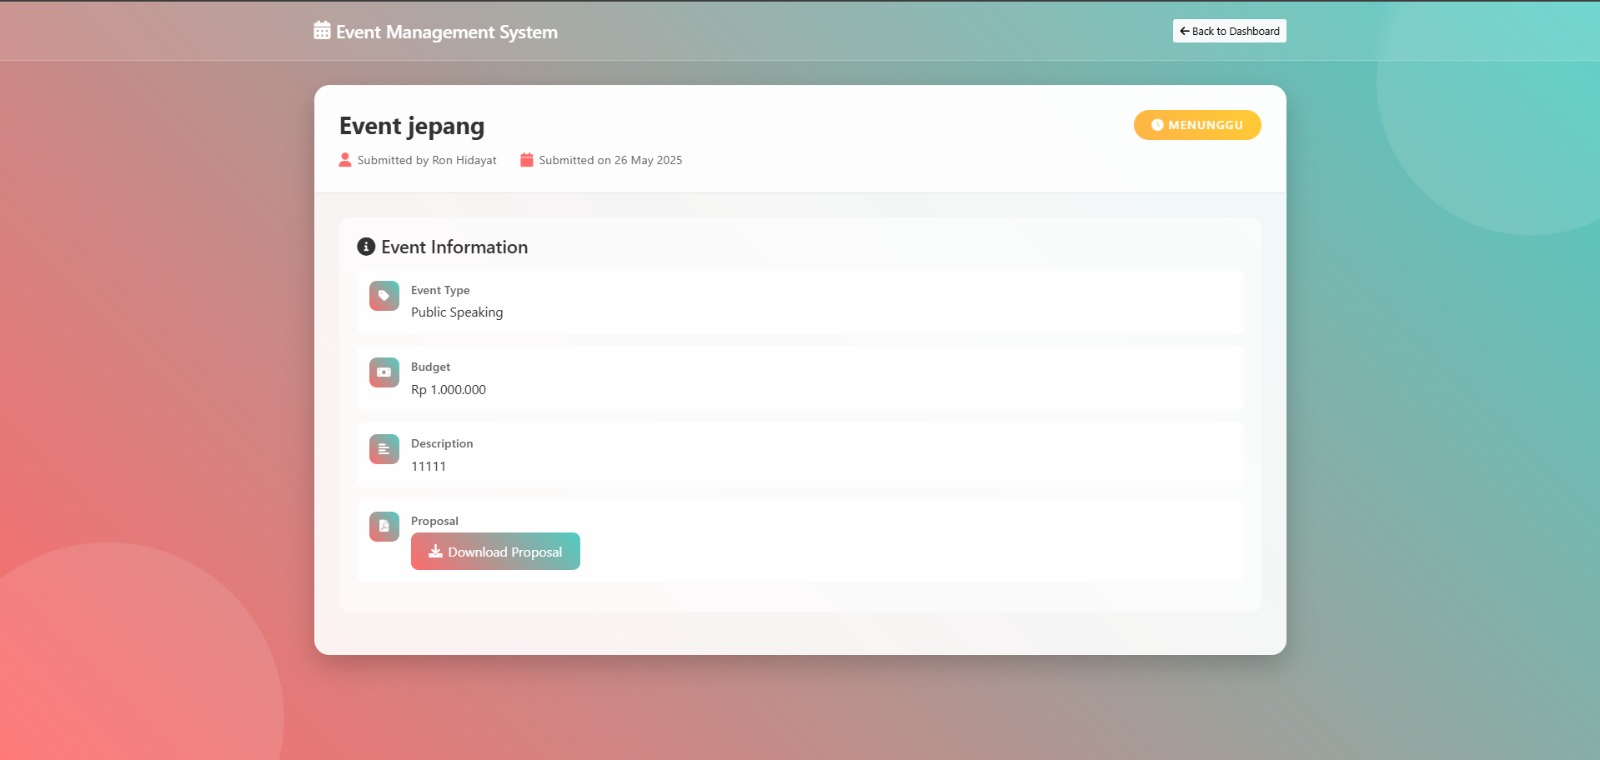 Event Management System
Back to Dashboard
Event jepang
MENUNGGU
Submitted by Ron Hidayat
Submitted on 26 May 2025
Event Information
Event Type
Public Speaking
Budget
Rp 1.000.000
Description
11111
Proposal
Download Proposal